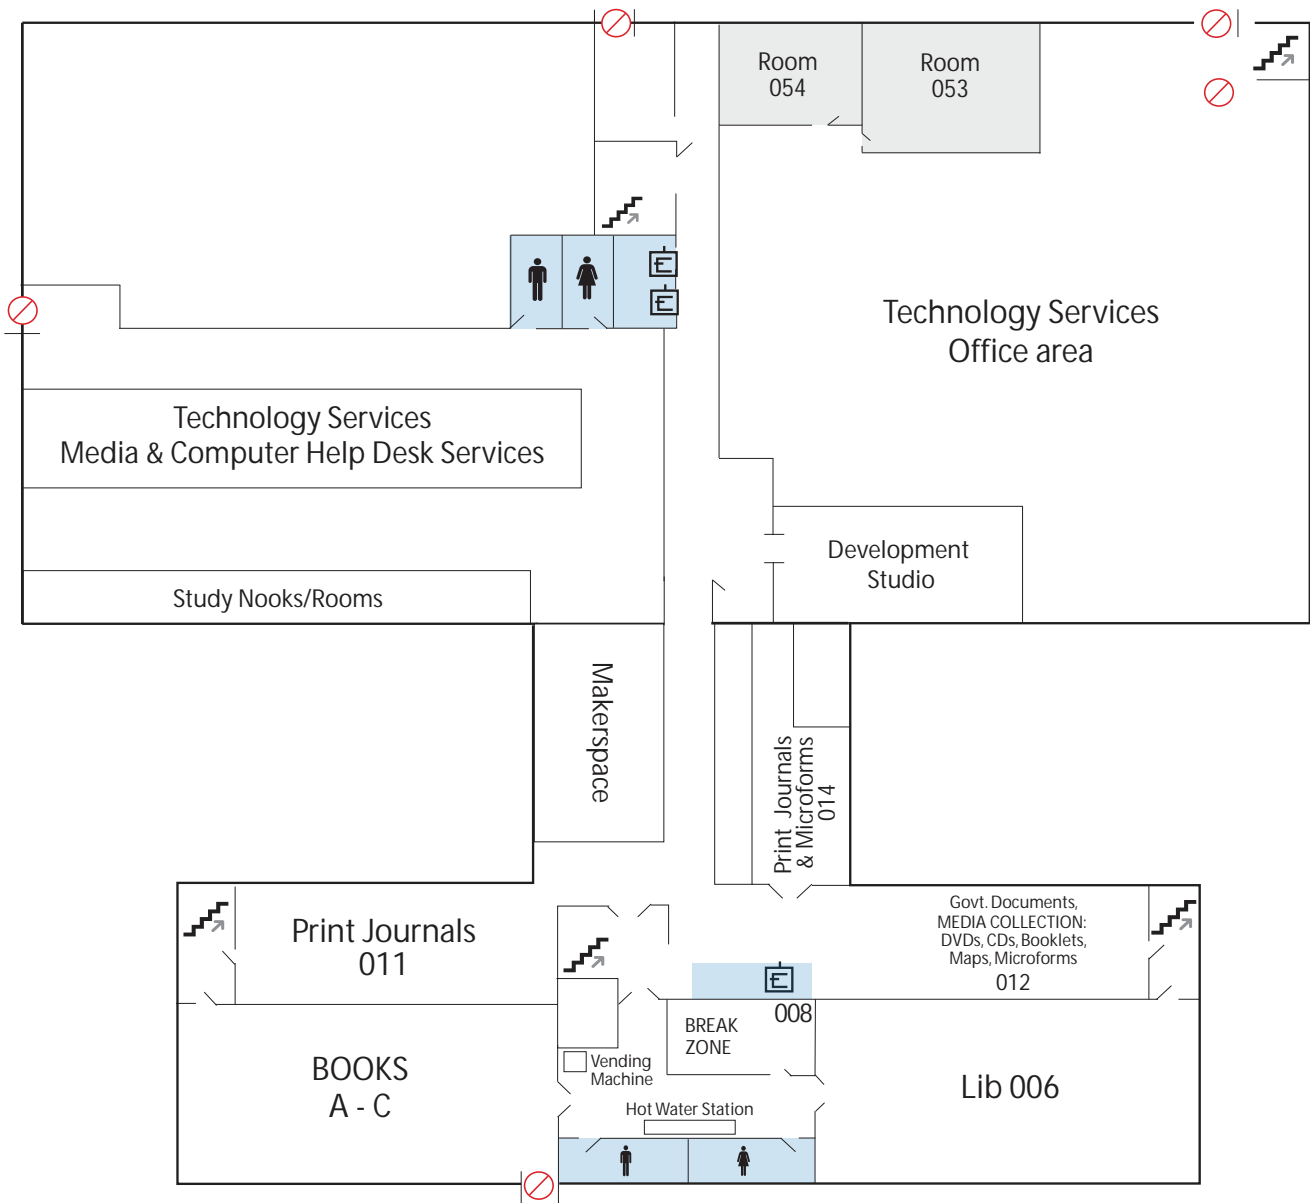 Room
054
Room
053
Technology Services
Office area
Technology Services
Media & Computer Help Desk Services
Development
Studio
Study Nooks/Rooms
Makerspace
Print Journals
& Microforms
014
Print Journals
011
Govt. Documents,
MEDIA COLLECTION:
DVDs, CDs, Booklets,
Maps, Microforms
012
008
BREAK
ZONE
Vending
Machine
BOOKS
A - C
Lib 006
Hot Water Station
E
E
E